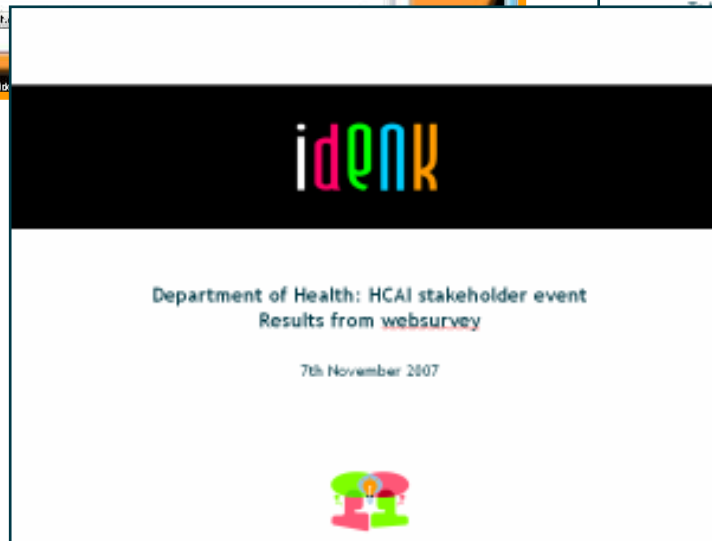 idenk
Department of Health: HCAI stakeholder event
Results from websurvey
7th November 2007